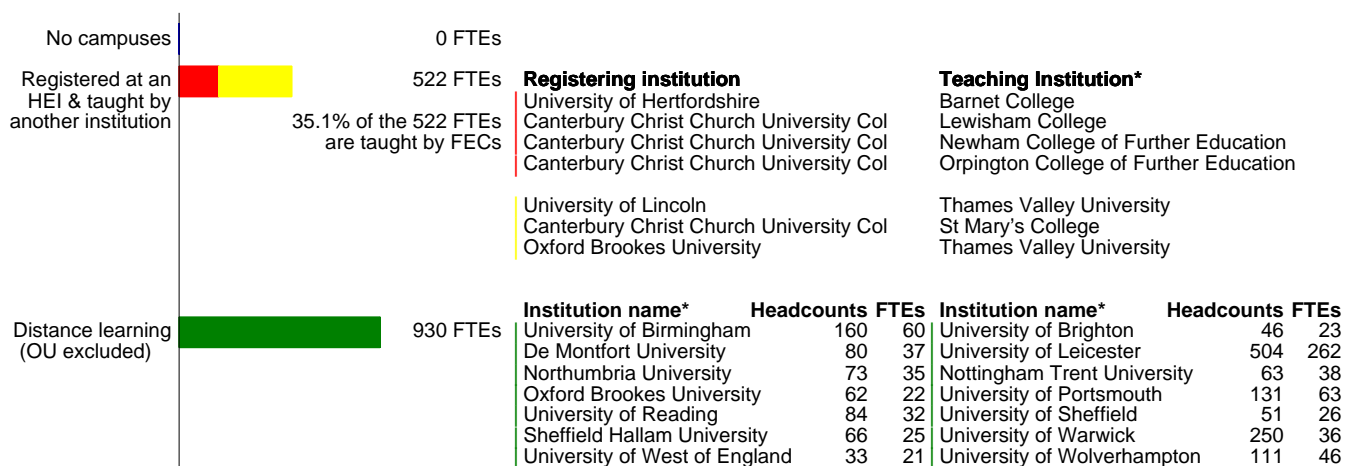 No campuses 0 FTEs
Registered at an HEI & taught by another institution
522 FTEs
35.1% of the 522 FTEs are taught by FECs
Registering institution Teaching Institution*
University of Hertfordshire Barnet College
Canterbury Christ Church University Col Lewisham College
Canterbury Christ Church University Col Newham College of Further Education
Canterbury Christ Church University Col Orpington College of Further Education
University of Lincoln Thames Valley University
Canterbury Christ Church University Col St Mary's College
Oxford Brookes University Thames Valley University
Distance learning (OU excluded)
930 FTEs
Institution name* Headcounts FTEs Institution name* Headcounts FTEs
University of Birmingham 160 60 University of Brighton 46 23
De Montfort University 80 37 University of Leicester 504 262
Northumbria University 73 35 Nottingham Trent University 63 38
Oxford Brookes University 62 22 University of Portsmouth 131 63
University of Reading 84 32 University of Sheffield 51 26
Sheffield Hallam University 66 25 University of Warwick 250 36
University of West of England 33 21 University of Wolverhampton 111 46